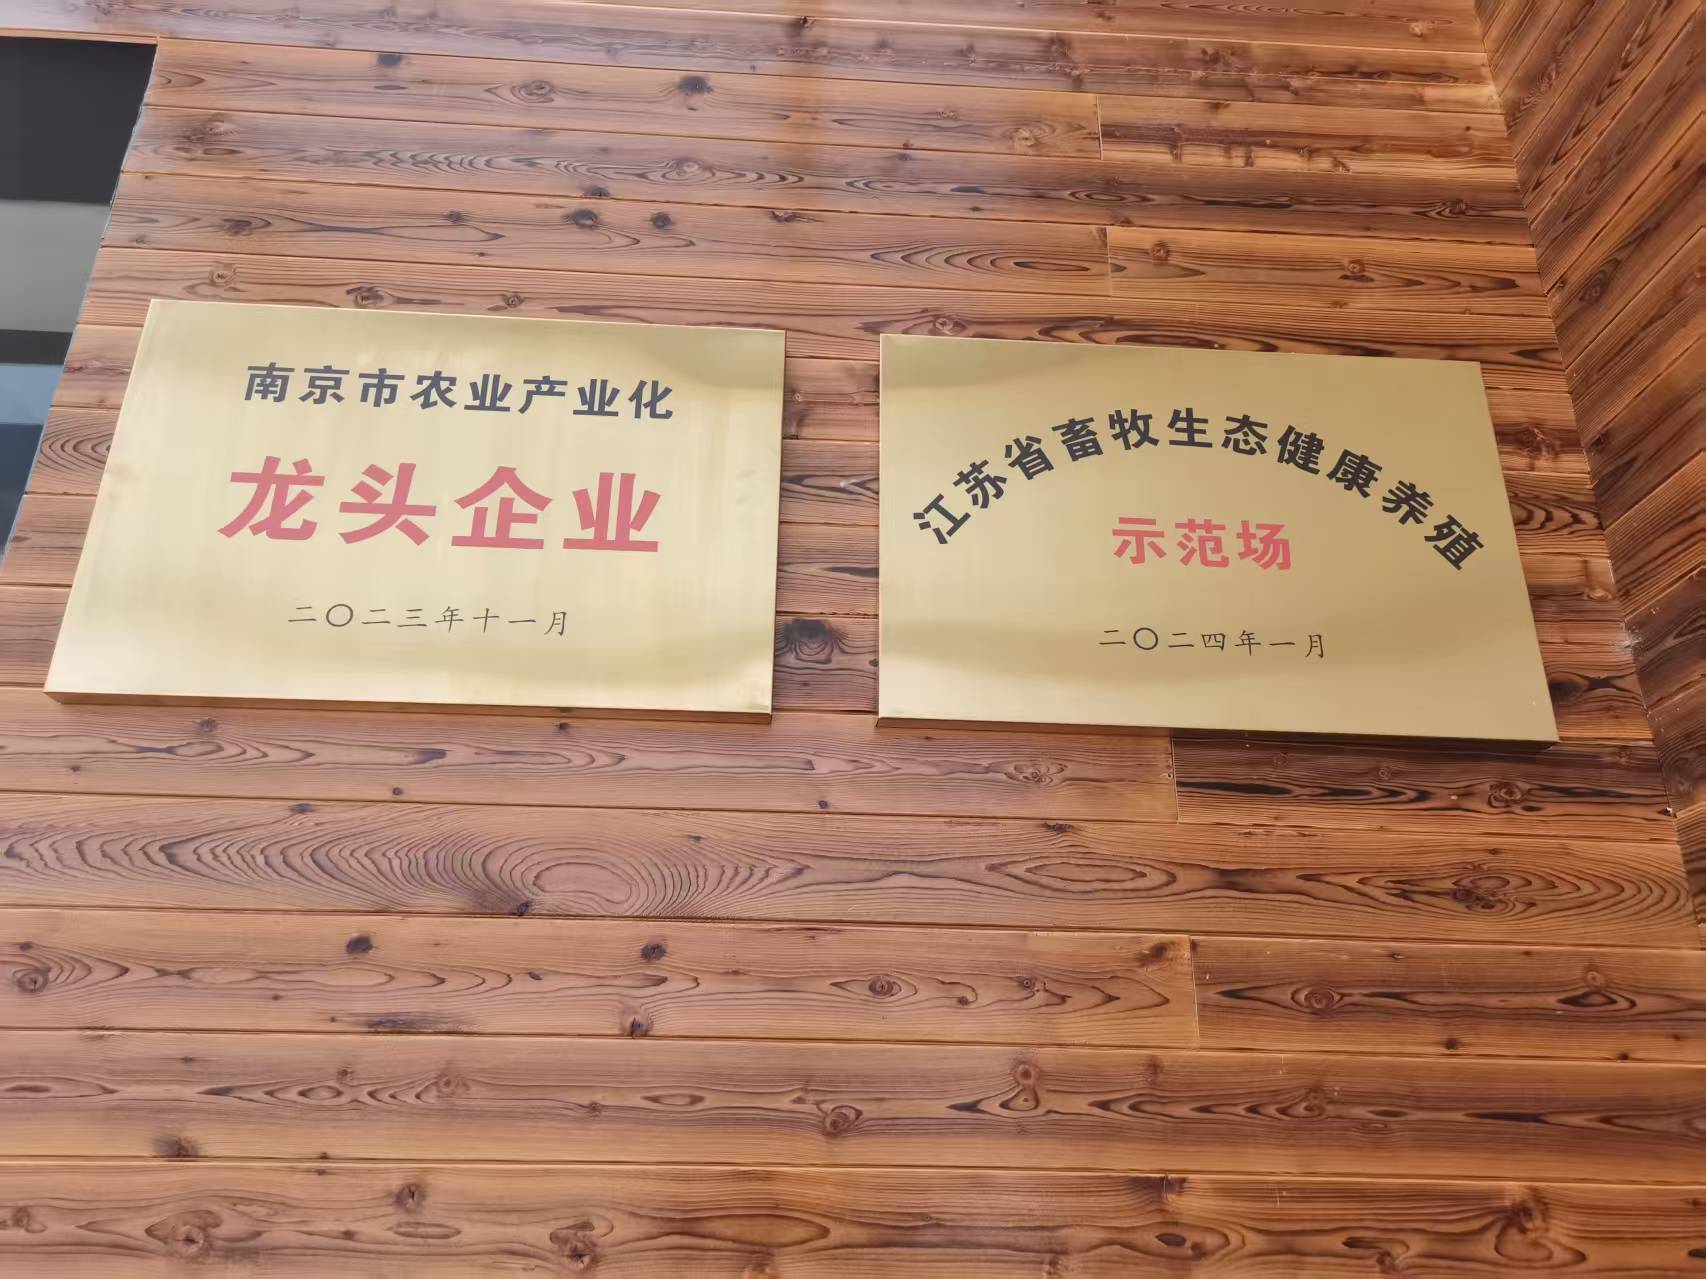 南京市农业产业化
龙头企业
二〇二三年十一月
江苏省畜牧生态健康养殖
示范场
二〇二四年一月